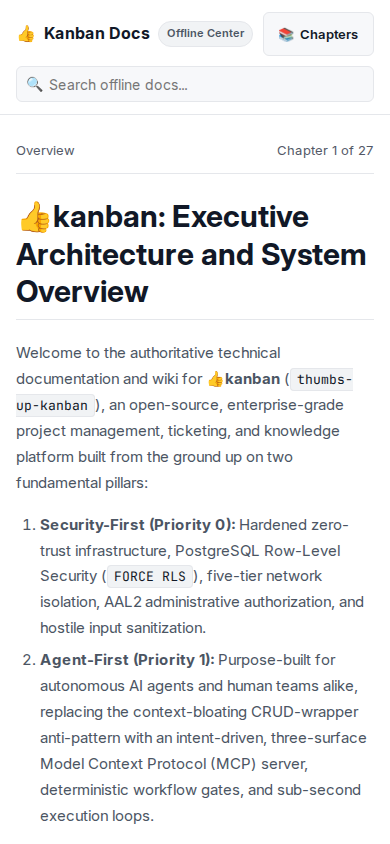 👍 Kanban Docs Offline Center 📚 Chapters
🔍 Search offline docs...
Overview Chapter 1 of 27
👍kanban: Executive
Architecture and System
Overview
Welcome to the authoritative technical
documentation and wiki for 👍kanban (thumbs-
up-kanban), an open-source, enterprise-grade
project management, ticketing, and knowledge
platform built from the ground up on two
fundamental pillars:
1. Security-First (Priority 0): Hardened zero-
trust infrastructure, PostgreSQL Row-Level
Security (FORCE RLS), five-tier network
isolation, AAL2 administrative authorization, and
hostile input sanitization.
2. Agent-First (Priority 1): Purpose-built for
autonomous AI agents and human teams alike,
replacing the context-bloating CRUD-wrapper
anti-pattern with an intent-driven, three-surface
Model Context Protocol (MCP) server,
deterministic workflow gates, and sub-second
execution loops.